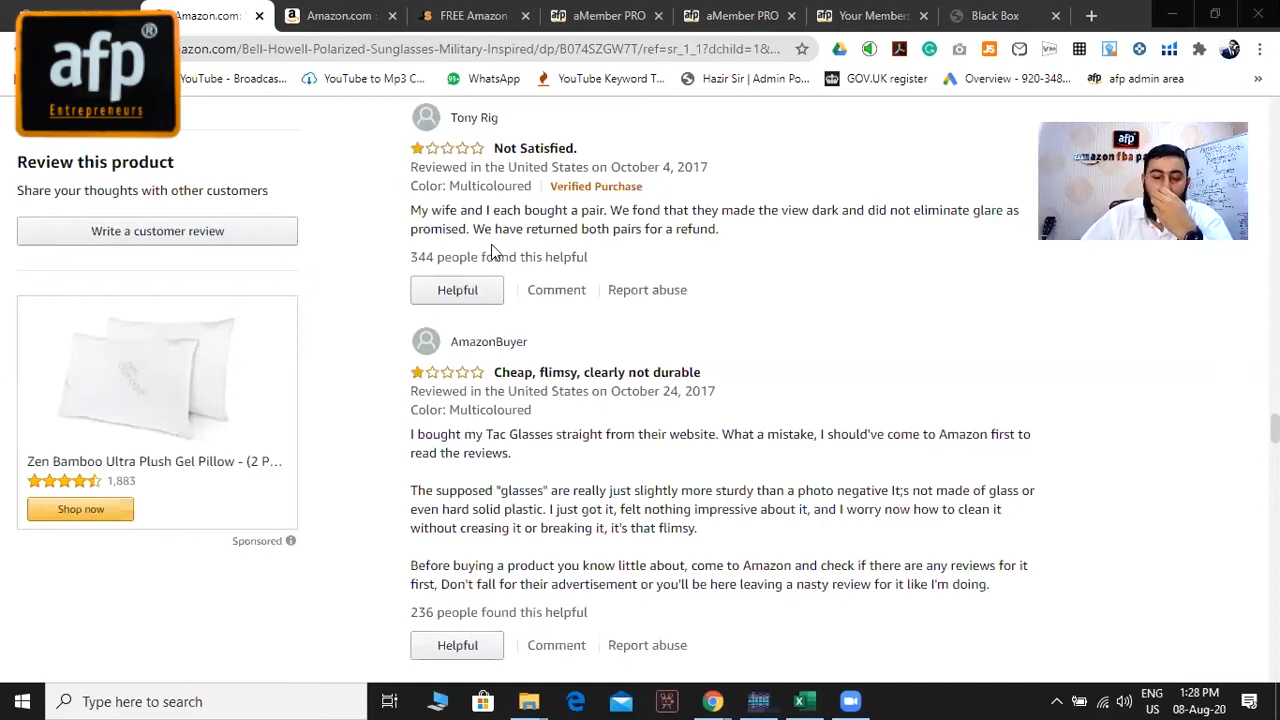 Amazon.com:
Amazon.com
FREE Amazon
aMember PRO
aMember PRO
Your Member
Black Box
azon.com/Bell-Howell-Polarized-Sunglasses-Military-Inspired/dp/B074SZGW7T/ref=sr_1_1?dchild=1&...
YouTube - Broadcas...
YouTube to Mp3 C...
WhatsApp
YouTube Keyword T...
Hazir Sir | Admin Po...
GOV.UK register
Overview - 920-348...
afp admin area
»
afp®
Entrepreneurs
Review this product
Share your thoughts with other customers
Write a customer review
Zen Bamboo Ultra Plush Gel Pillow - (2 P...
1,883
Shop now
Sponsored
Tony Rig
Not Satisfied.
Reviewed in the United States on October 4, 2017
Color: Multicoloured | Verified Purchase
My wife and I each bought a pair. We fond that they made the view dark and did not eliminate glare as
promised. We have returned both pairs for a refund.
344 people found this helpful
Helpful | Comment | Report abuse
AmazonBuyer
Cheap, flimsy, clearly not durable
Reviewed in the United States on October 24, 2017
Color: Multicoloured
I bought my Tac Glasses straight from their website. What a mistake, I should've come to Amazon first to
read the reviews.
The supposed "glasses" are really just slightly more sturdy than a photo negative It;s not made of glass or
even hard solid plastic. I just got it, felt nothing impressive about it, and I worry now how to clean it
without creasing it or breaking it, it's that flimsy.
Before buying a product you know little about, come to Amazon and check if there are any reviews for it
first, Don't fall for their advertisement or you'll be here leaving a nasty review for it like I'm doing.
236 people found this helpful
Helpful | Comment | Report abuse
afp
amazon fba pa
Type here to search
ENG
US
1:28 PM
08-Aug-20